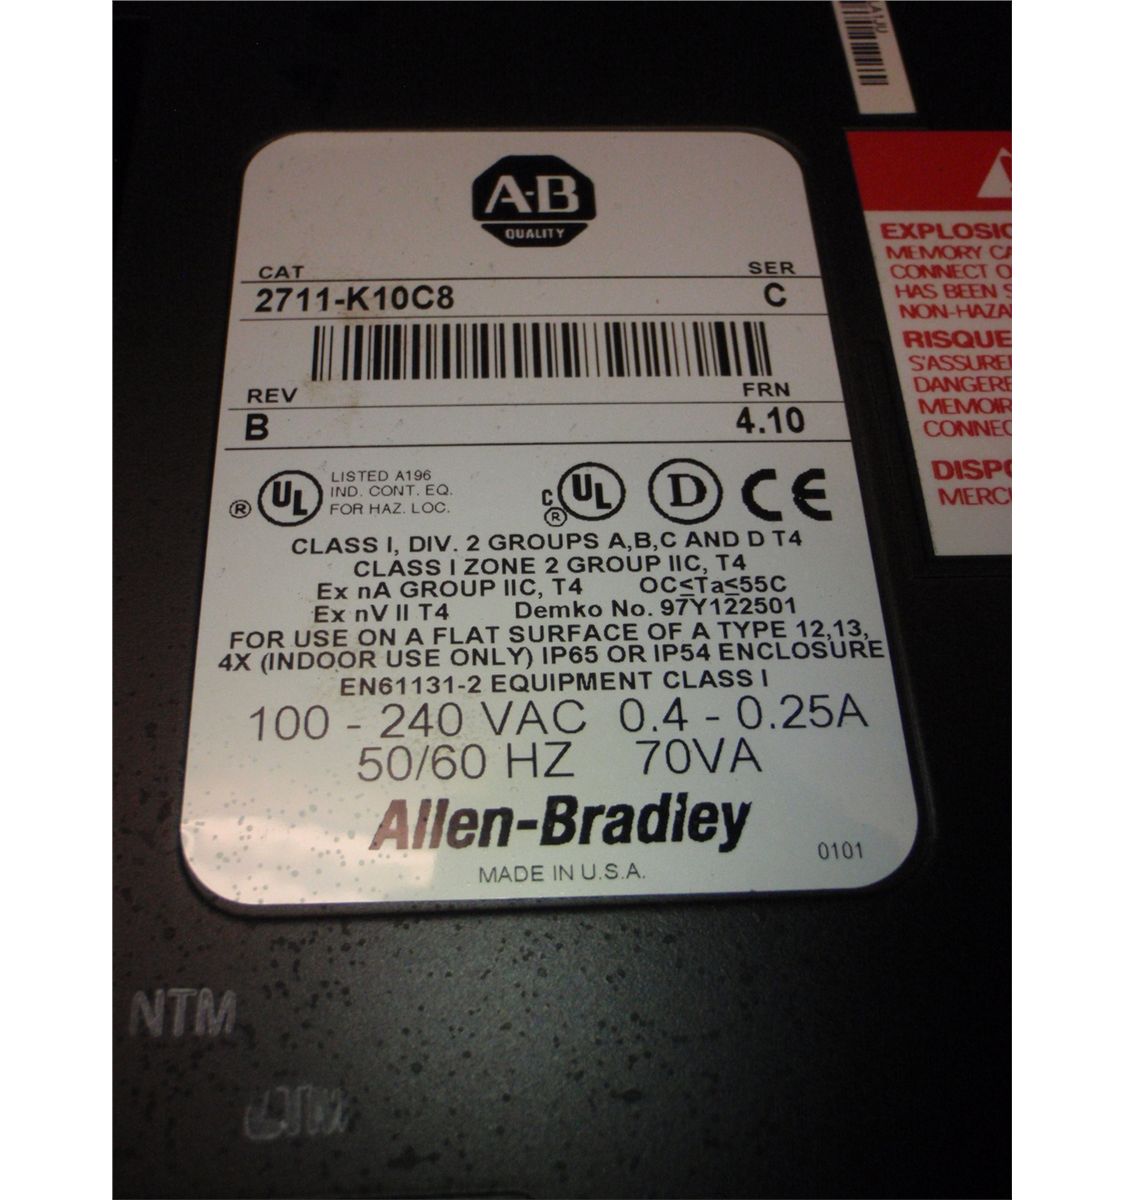 A-B
QUALITY
CAT
SER
2711-K10C8
C
REV
FRN
B
4.10
® UL LISTED A196
IND. CONT. EQ.
FOR HAZ. LOC.
C UL ® D CE
CLASS I, DIV. 2 GROUPS A,B,C AND D T4
CLASS I ZONE 2 GROUP IIC, T4
Ex nA GROUP IIC, T4 OC≤Ta≤55C
Ex nV II T4 Demko No. 97Y122501
FOR USE ON A FLAT SURFACE OF A TYPE 12,13,
4X (INDOOR USE ONLY) IP65 OR IP54 ENCLOSURE
EN61131-2 EQUIPMENT CLASS I
100 - 240 VAC 0.4 - 0.25A
50/60 HZ 70VA
Allen-Bradley
MADE IN U.S.A.
0101
EXPLOSIO
MEMORY CA
CONNECT O
HAS BEEN S
NON-HAZA
RISQUE
S'ASSURE
DANGERE
MEMOIR
CONNEC
DISPO
MERC
NTM